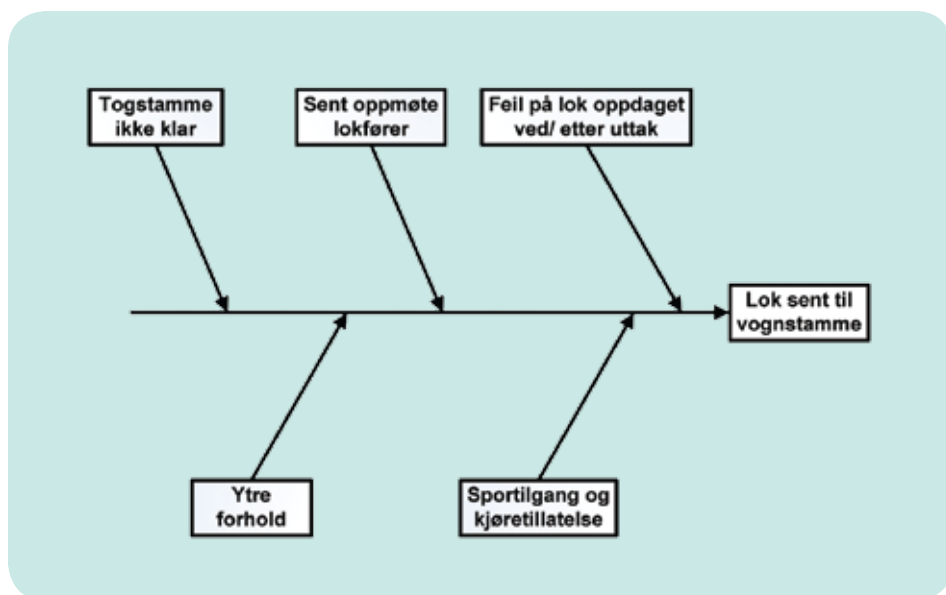 Togstamme
ikke klar
Sent oppmøte
lokfører
Feil på lok oppdaget
ved/ etter uttak
Lok sent til
vognstamme
Ytre
forhold
Sportilgang og
kjøretillatelse